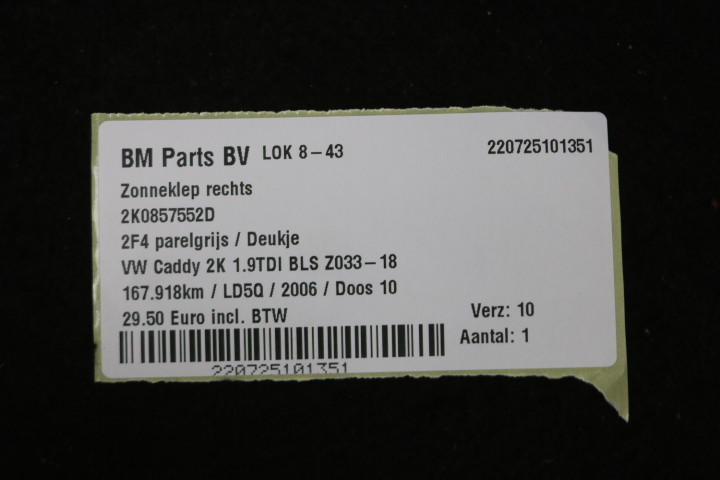 BM Parts BV LOK 8-43 220725101351
Zonneklep rechts
2K0857552D
2F4 parelgrijs / Deukje
VW Caddy 2K 1.9TDI BLS Z033-18
167.918km / LD5Q / 2006 / Doos 10
29.50 Euro incl. BTW Verz: 10
Aantal: 1
220725101351